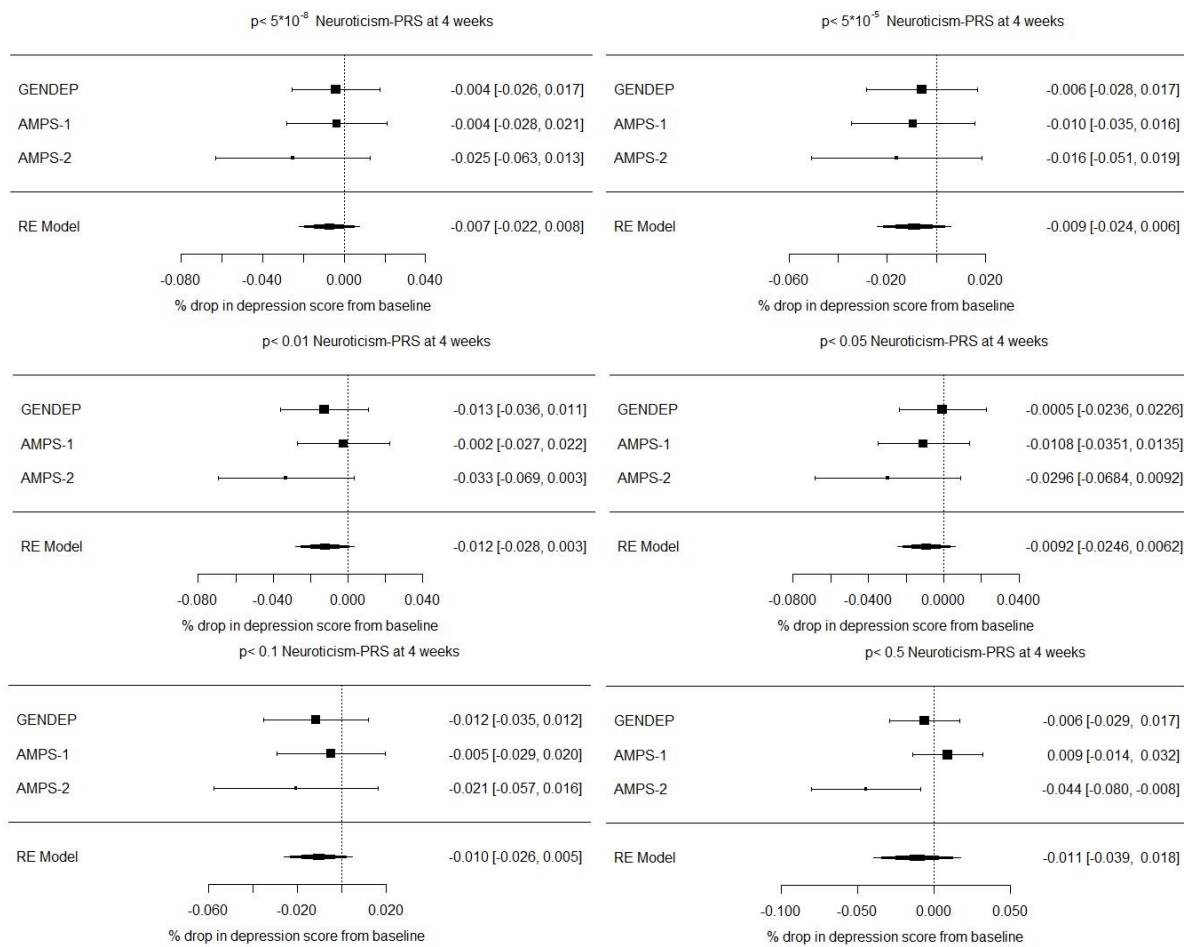 p< 5*10⁻⁸ Neuroticism-PRS at 4 weeks
GENDEP -0.004 [-0.026, 0.017]
AMPS-1 -0.004 [-0.028, 0.021]
AMPS-2 -0.025 [-0.063, 0.013]
RE Model -0.007 [-0.022, 0.008]
-0.080 -0.040 0.000 0.040
% drop in depression score from baseline
p< 5*10⁻⁵ Neuroticism-PRS at 4 weeks
GENDEP -0.006 [-0.028, 0.017]
AMPS-1 -0.010 [-0.035, 0.016]
AMPS-2 -0.016 [-0.051, 0.019]
RE Model -0.009 [-0.024, 0.006]
-0.060 -0.020 0.020
% drop in depression score from baseline
p< 0.01 Neuroticism-PRS at 4 weeks
GENDEP -0.013 [-0.036, 0.011]
AMPS-1 -0.002 [-0.027, 0.022]
AMPS-2 -0.033 [-0.069, 0.003]
RE Model -0.012 [-0.028, 0.003]
-0.080 -0.040 0.000 0.040
% drop in depression score from baseline
p< 0.05 Neuroticism-PRS at 4 weeks
GENDEP -0.0005 [-0.0236, 0.0226]
AMPS-1 -0.0108 [-0.0351, 0.0135]
AMPS-2 -0.0296 [-0.0684, 0.0092]
RE Model -0.0092 [-0.0246, 0.0062]
-0.0800 -0.0400 0.0000 0.0400
% drop in depression score from baseline
p< 0.1 Neuroticism-PRS at 4 weeks
GENDEP -0.012 [-0.035, 0.012]
AMPS-1 -0.005 [-0.029, 0.020]
AMPS-2 -0.021 [-0.057, 0.016]
RE Model -0.010 [-0.026, 0.005]
-0.060 -0.020 0.020
% drop in depression score from baseline
p< 0.5 Neuroticism-PRS at 4 weeks
GENDEP -0.006 [-0.029, 0.017]
AMPS-1 0.009 [-0.014, 0.032]
AMPS-2 -0.044 [-0.080, -0.008]
RE Model -0.011 [-0.039, 0.018]
-0.100 -0.050 0.000 0.050
% drop in depression score from baseline